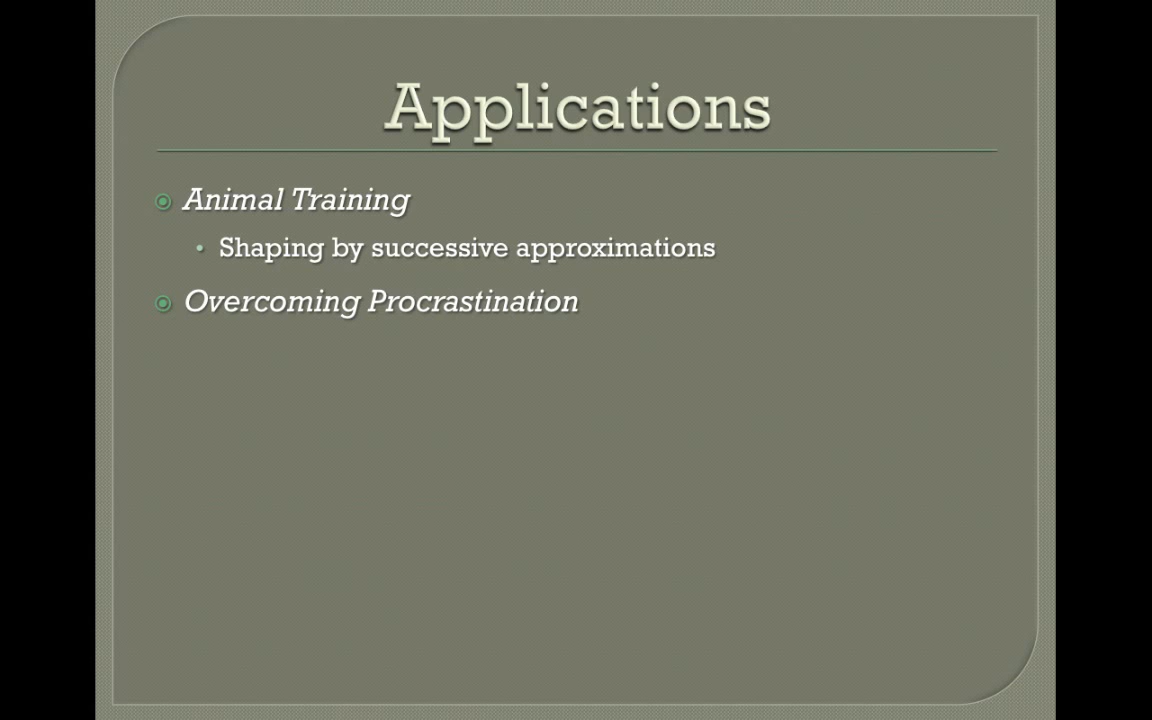 Applications
Animal Training
Shaping by successive approximations
Overcoming Procrastination